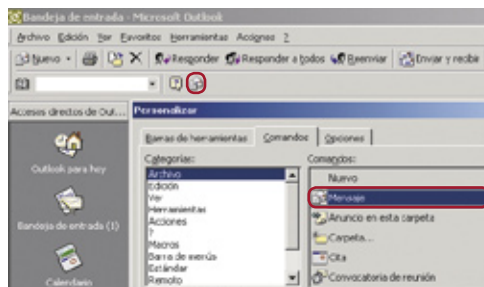 Bandeja de entrada - Microsoft Outlook
Archivo Edición Ver Favoritos Herramientas Acciones ?
Nuevo Responder Responder a todos Reenviar Enviar y recibir
Accesos directos de Out...
Personalizar
Outlook para hoy
Bandeja de entrada (1)
Calendario
Barras de herramientas Comandos Opciones
Categorías: Comandos:
Archivo
Edición
Ver
Herramientas
Acciones
?
Macros
Barra de menús
Estándar
Remoto
Nuevo
Mensaje
Anuncio en esta carpeta
Carpeta...
Cita
Convocatoria de reunión